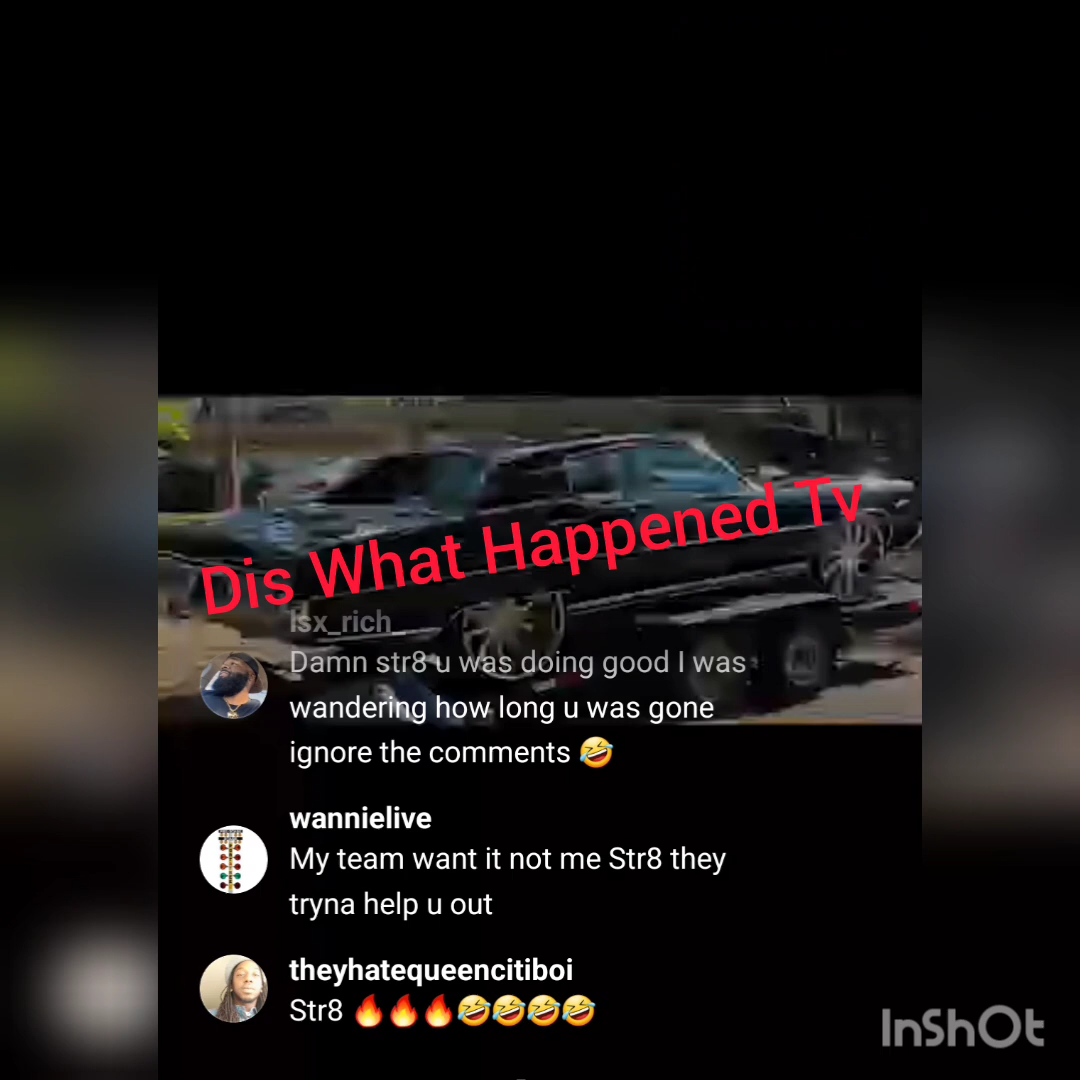 Dis What Happened Tv
lsx_rich_
Damn str8 u was doing good I was
wandering how long u was gone
ignore the comments 🤣
wannielive
My team want it not me Str8 they
tryna help u out
theyhatequeencitiboi
Str8 🔥🔥🔥🤣🤣🤣🤣
InShOt